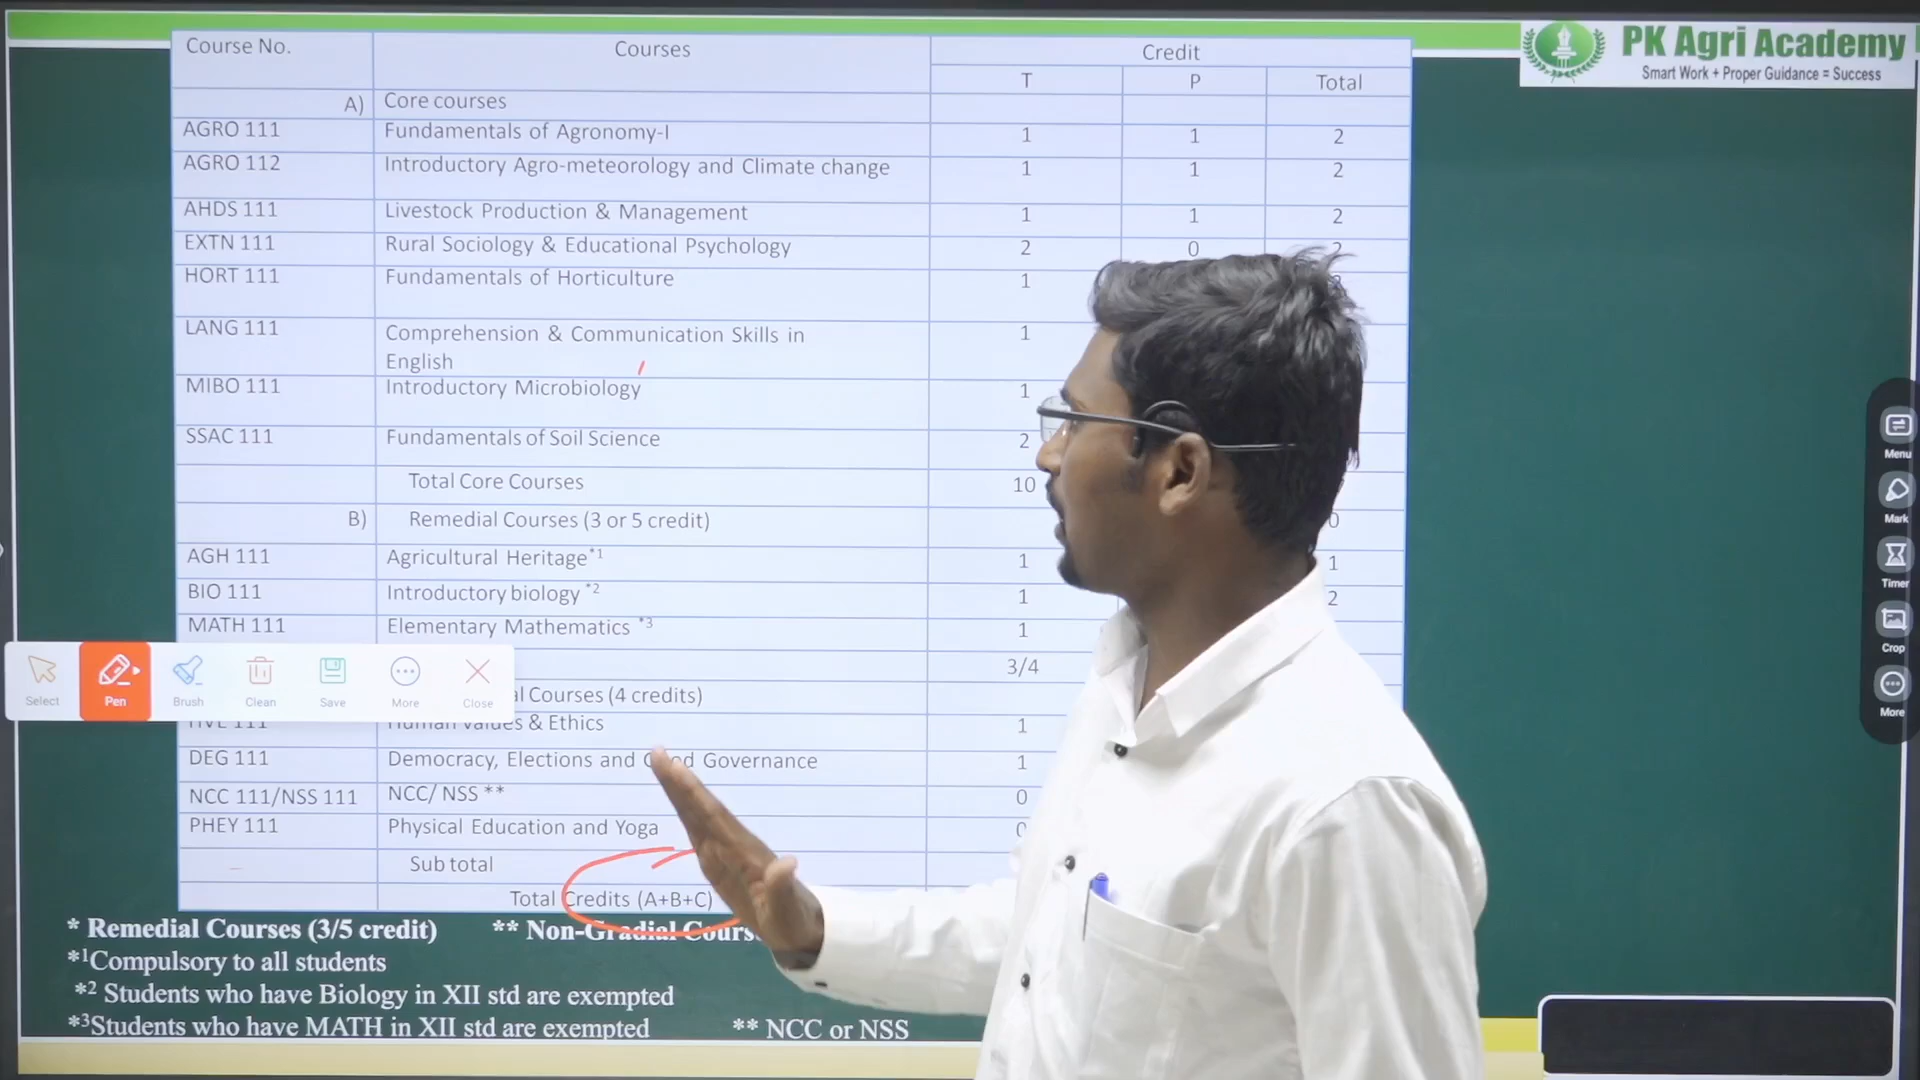 PK Agri Academy
Smart Work + Proper Guidance = Success
Course No. Courses Credit
T P Total
A) Core courses
AGRO 111 Fundamentals of Agronomy-I 1 1 2
AGRO 112 Introductory Agro-meteorology and Climate change 1 1 2
AHDS 111 Livestock Production & Management 1 1 2
EXTN 111 Rural Sociology & Educational Psychology 2 0 2
HORT 111 Fundamentals of Horticulture 1
LANG 111 Comprehension & Communication Skills in
English 1
MIBO 111 Introductory Microbiology 1
SSAC 111 Fundamentals of Soil Science 2
Total Core Courses 10
B) Remedial Courses (3 or 5 credit) 0
AGH 111 Agricultural Heritage*1 1 1
BIO 111 Introductory biology *2 1 2
MATH 111 Elementary Mathematics *3 1
3/4
Courses (4 credits)
Human values & Ethics 1
DEG 111 Democracy, Elections and Governance 1
NCC 111/NSS 111 NCC/ NSS ** 0
PHEY 111 Physical Education and Yoga 0
Sub total
Total Credits (A+B+C)
* Remedial Courses (3/5 credit) ** Non-Gradial
*1Compulsory to all students
*2 Students who have Biology in XII std are exempted
*3Students who have MATH in XII std are exempted ** NCC or NSS
Select Pen Brush Clean Save More Close
Menu
Mark
Timer
Crop
More